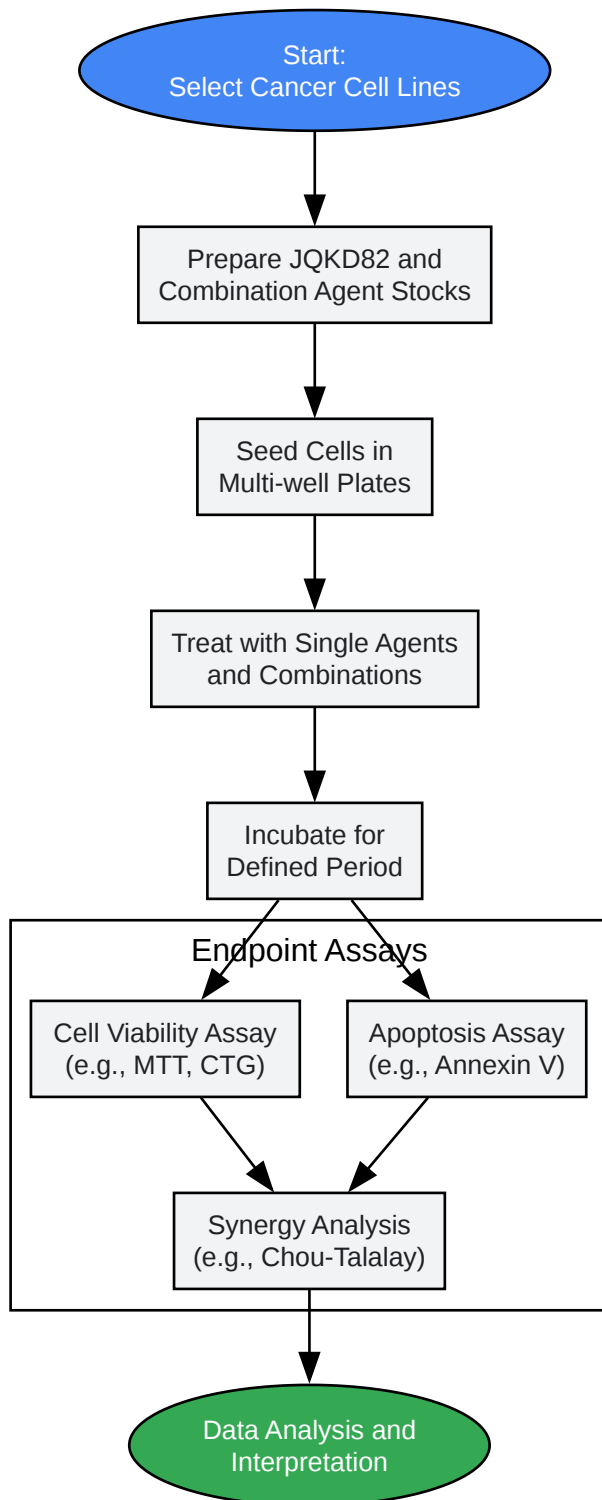 Start:
Select Cancer Cell Lines
Prepare JQKD82 and
Combination Agent Stocks
Seed Cells in
Multi-well Plates
Treat with Single Agents
and Combinations
Incubate for
Defined Period
Endpoint Assays
Cell Viability Assay
(e.g., MTT, CTG)
Apoptosis Assay
(e.g., Annexin V)
Synergy Analysis
(e.g., Chou-Talalay)
Data Analysis and
Interpretation